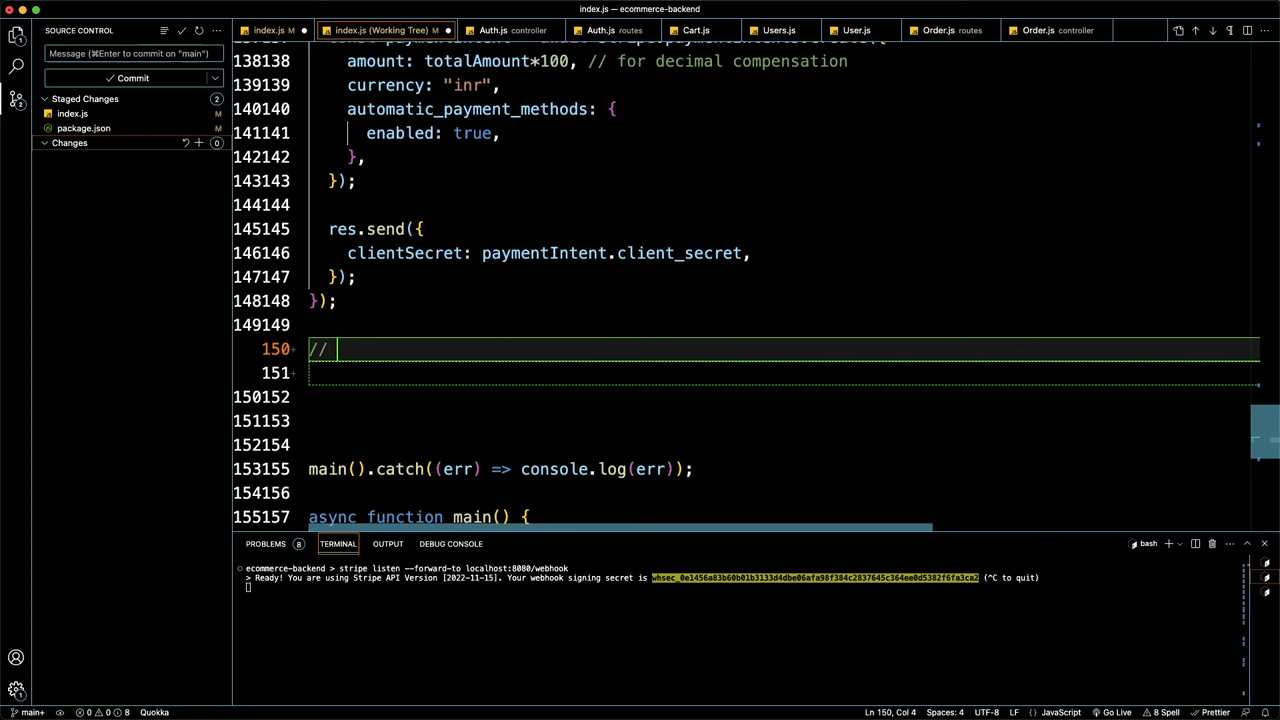 index.js — ecommerce-backend
SOURCE CONTROL
index.js M
index.js (Working Tree) M
Auth.js controller
Auth.js routes
Cart.js
Users.js
User.js
Order.js routes
Order.js controller
Message (⌘Enter to commit on "main")
Commit
Staged Changes 2
index.js M
package.json M
Changes 0
138138 amount: totalAmount*100, // for decimal compensation
139139 currency: "inr",
140140 automatic_payment_methods: {
141141 enabled: true,
142142 },
143143 });
144144
145145 res.send({
146146 clientSecret: paymentIntent.client_secret,
147147 });
148148 });
149149
150+ //
151+
150152
151153
152154
153155 main().catch((err) => console.log(err));
154156
155157 async function main() {
PROBLEMS 8 TERMINAL OUTPUT DEBUG CONSOLE
bash
ecommerce-backend > stripe listen --forward-to localhost:8080/webhook
> Ready! You are using Stripe API Version [2022-11-15]. Your webhook signing secret is whsec_0e1456a83b60b01b3133d4dbe06afa98f384c2837645c364ee0d5382f6fa3ca2 (^C to quit)
main+ 0 0 8 Quokka
Ln 150, Col 4 Spaces: 4 UTF-8 LF { } JavaScript Go Live 8 Spell Prettier